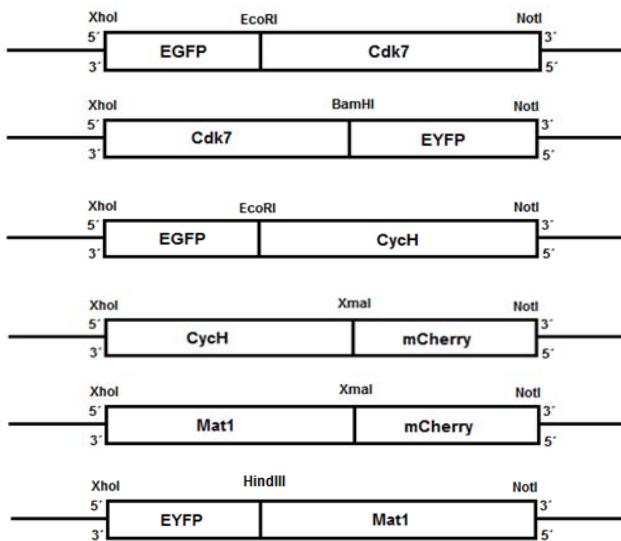 XhoI EcoRI NotI
5´ 3´
EGFP Cdk7
3´ 5´
XhoI BamHI NotI
5´ 3´
Cdk7 EYFP
3´ 5´
XhoI EcoRI NotI
5´ 3´
EGFP CycH
3´ 5´
XhoI XmaI NotI
5´ 3´
CycH mCherry
3´ 5´
XhoI XmaI NotI
5´ 3´
Mat1 mCherry
3´ 5´
XhoI HindIII NotI
5´ 3´
EYFP Mat1
3´ 5´